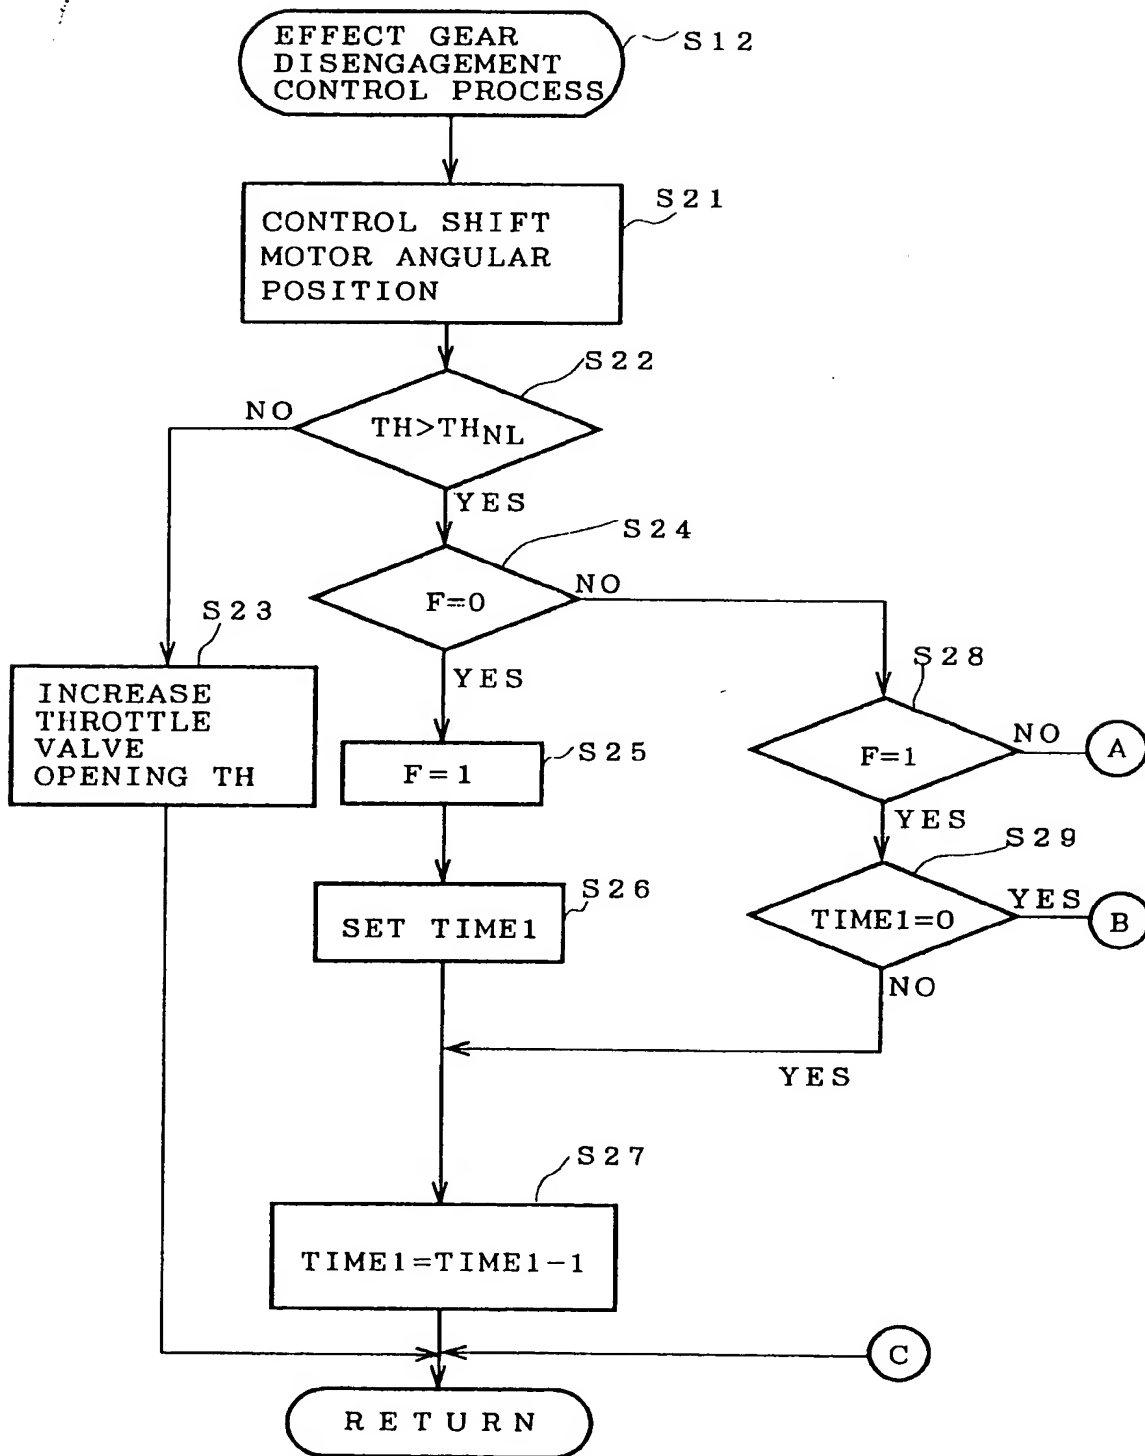 EFFECT GEAR
DISENGAGEMENT
CONTROL PROCESS
S12
CONTROL SHIFT
MOTOR ANGULAR
POSITION
S21
S22
NO
TH>TH_NL
YES
S24
F=0
NO
YES
S23
INCREASE
THROTTLE
VALVE
OPENING TH
S28
F=1
NO
A
YES
S25
F=1
S29
TIME1=0
YES
B
NO
S26
SET TIME1
YES
S27
TIME1=TIME1-1
C
RETURN